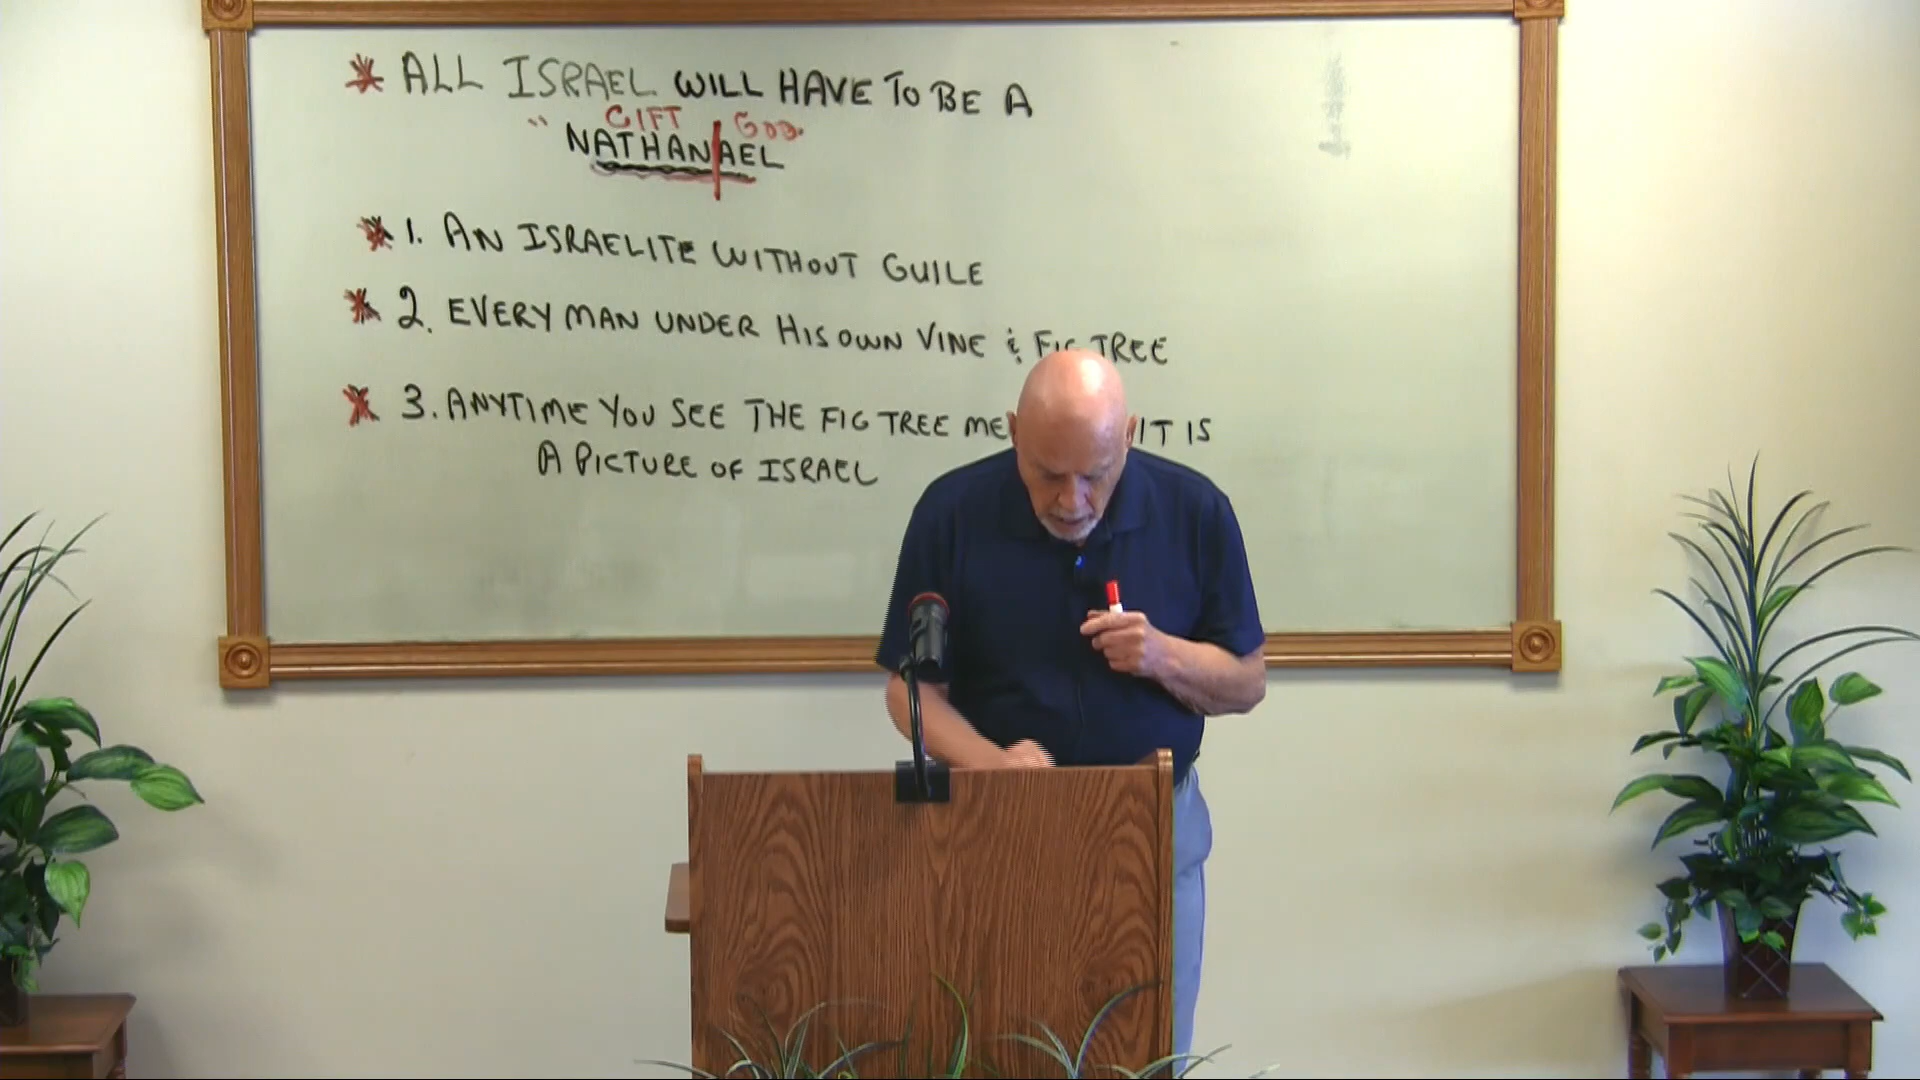 ALL ISRAEL WILL HAVE TO BE A
GIFT GOD.
" NATHANAEL
1. AN ISRAELITE WITHOUT GUILE
2. EVERY MAN UNDER HIS OWN VINE & FIG TREE
3. ANYTIME YOU SEE THE FIG TREE IT IS
A PICTURE OF ISRAEL